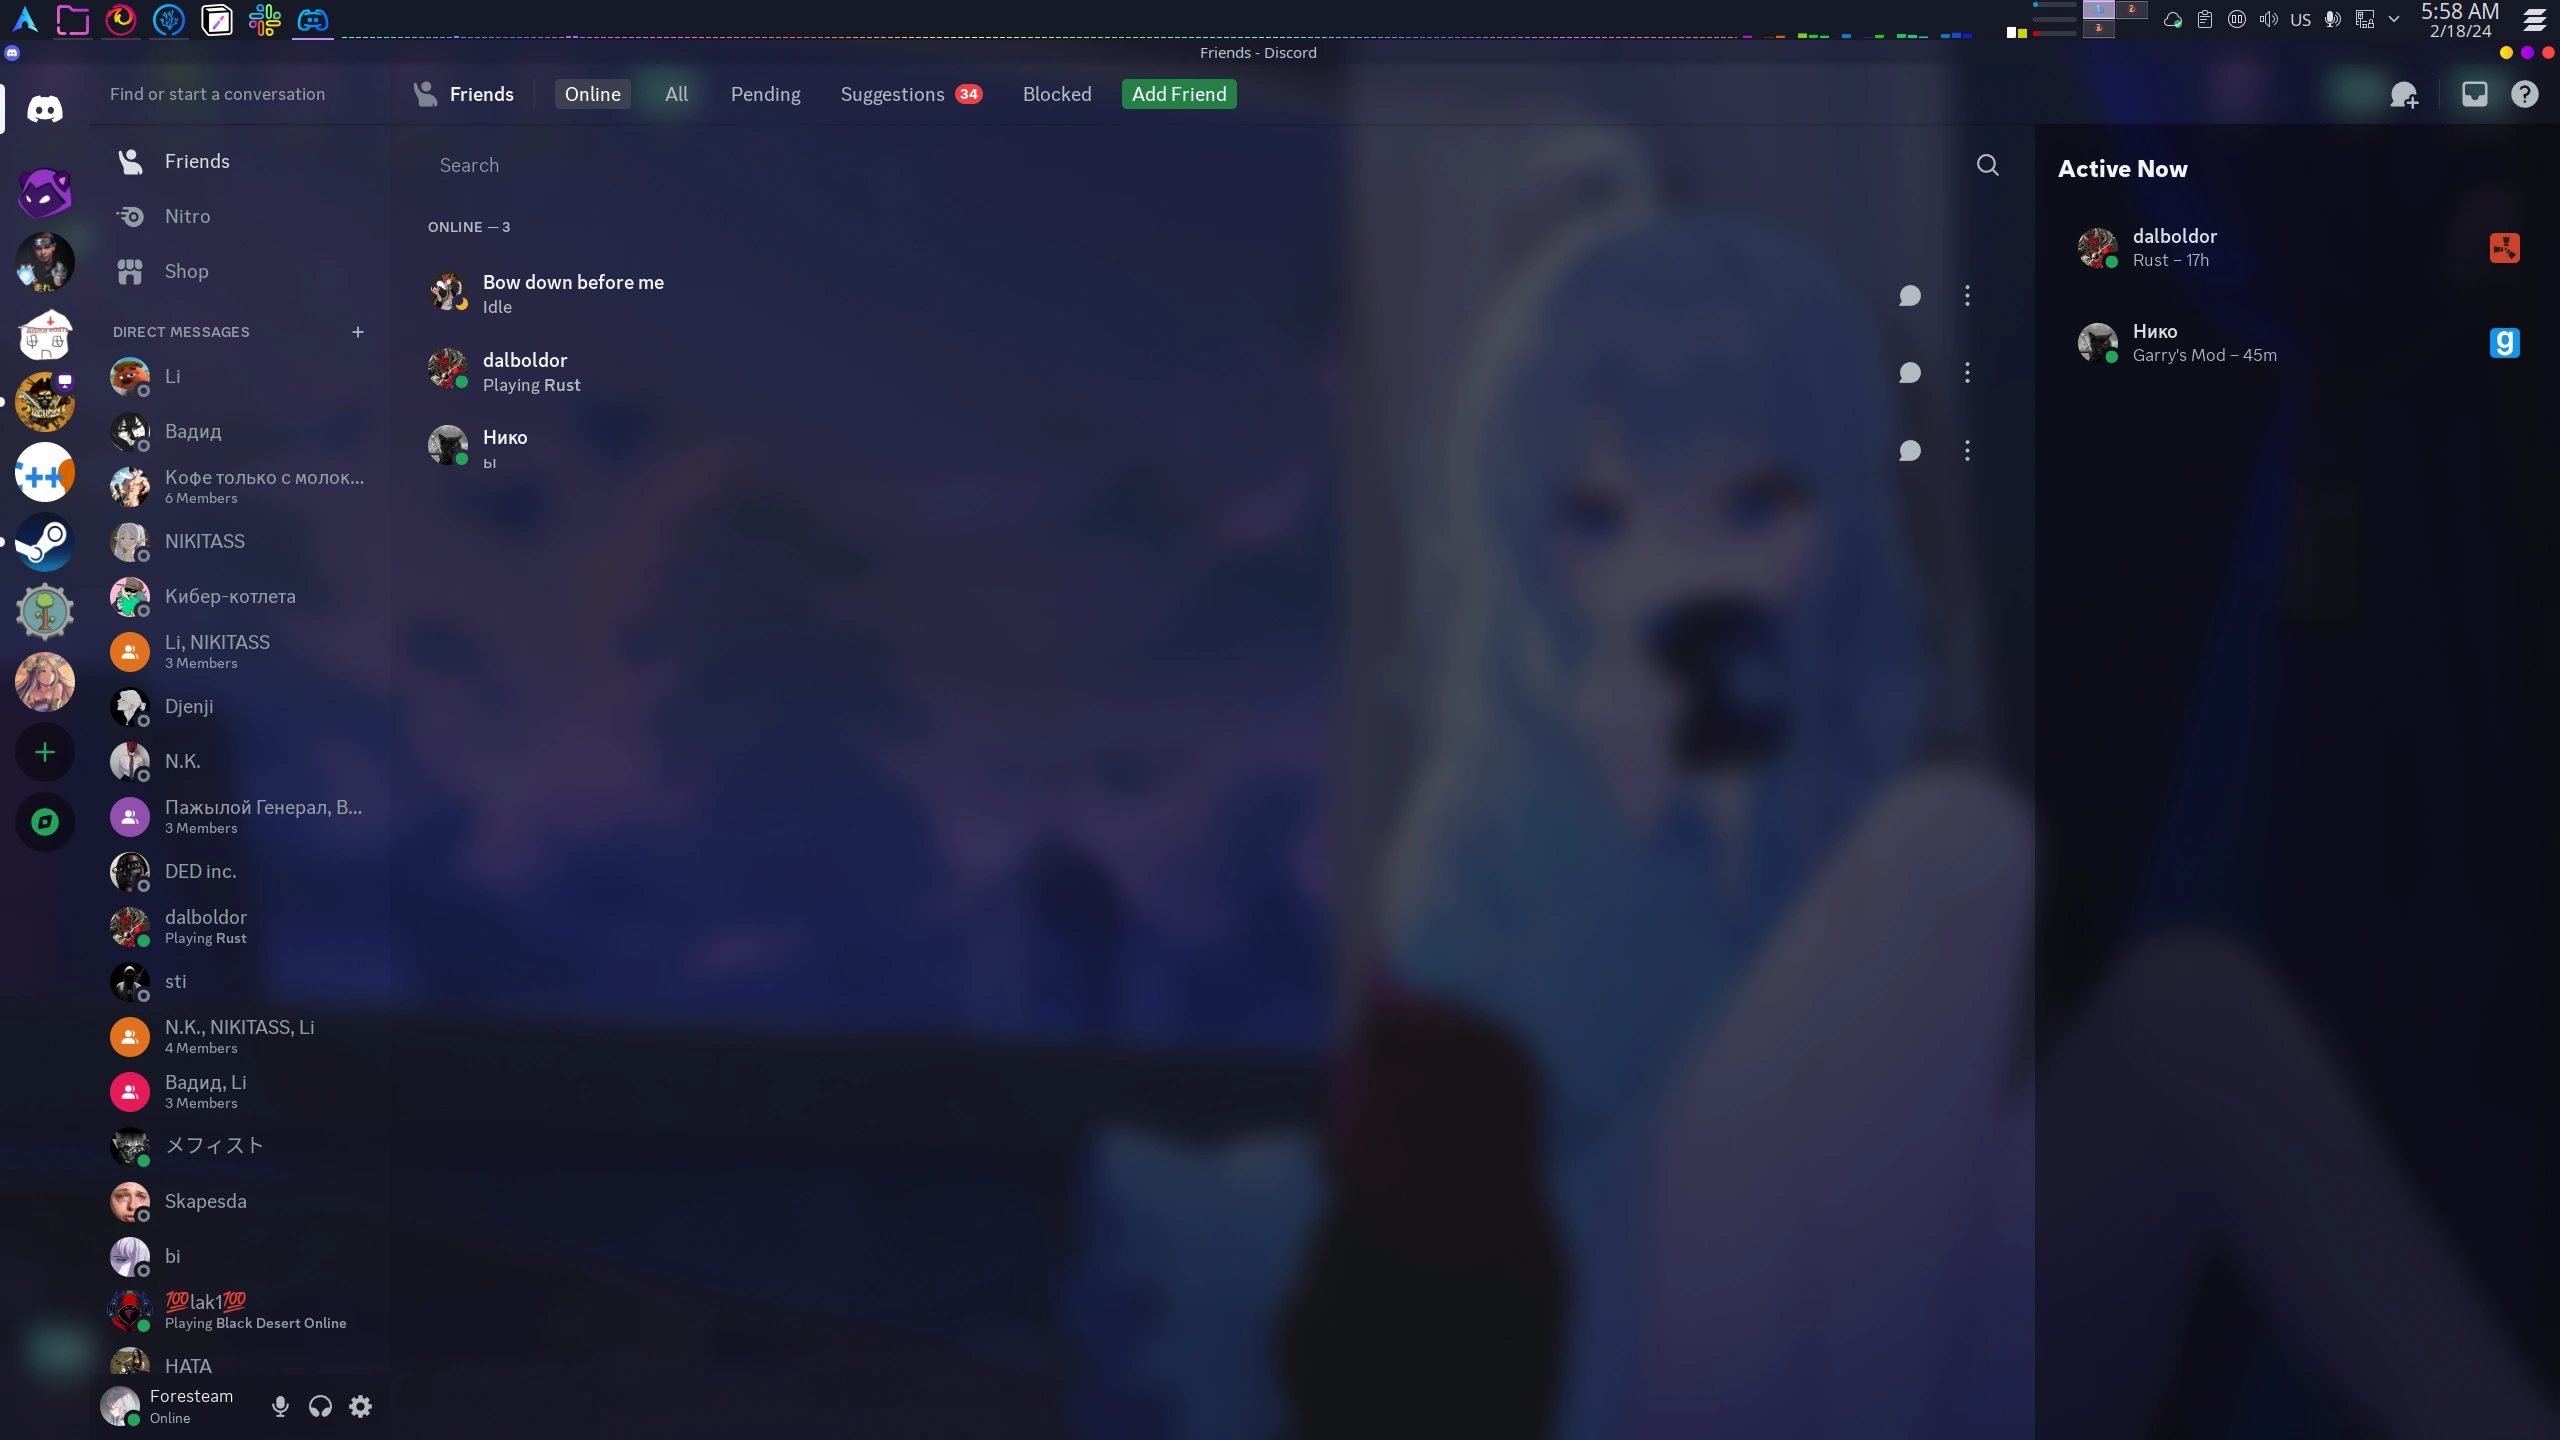 US
5:58 AM
2/18/24
Friends - Discord
Find or start a conversation
Friends
Online
All
Pending
Suggestions 34
Blocked
Add Friend
Friends
Nitro
Shop
DIRECT MESSAGES
Li
Вадид
Кофе только с молок...
6 Members
NIKITASS
Кибер-котлета
Li, NIKITASS
3 Members
Djenji
N.K.
Пажылой Генерал, В...
3 Members
DED inc.
dalboldor
Playing Rust
sti
N.K., NIKITASS, Li
4 Members
Вадид, Li
3 Members
メフィスト
Skapesda
bi
💯lak1💯
Playing Black Desert Online
НАТА
Foresteam
Online
Search
ONLINE — 3
Bow down before me
Idle
dalboldor
Playing Rust
Нико
ы
Active Now
dalboldor
Rust – 17h
Нико
Garry's Mod – 45m
g